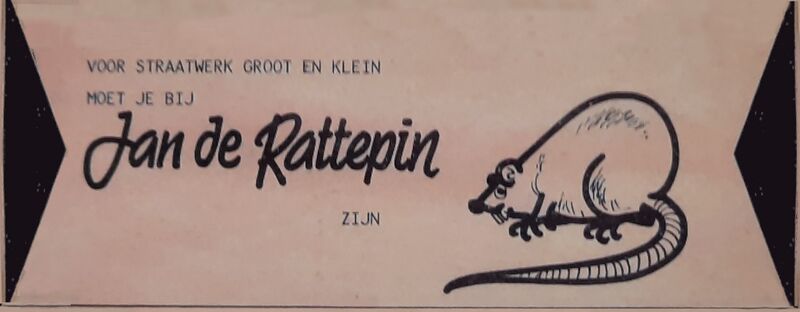 VOOR STRAATWERK GROOT EN KLEIN
MOET JE BIJ
Jan de Rattepin
ZIJN